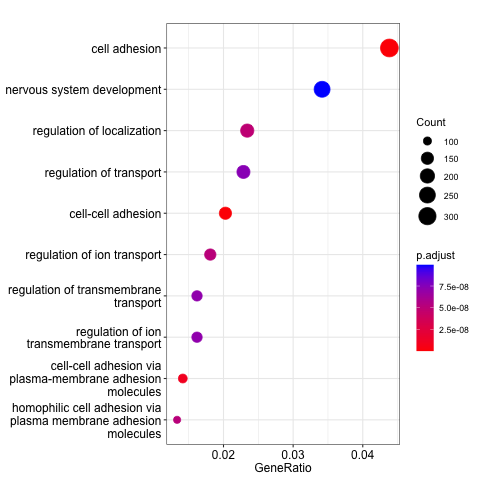 cell adhesion
nervous system development
regulation of localization
regulation of transport
cell-cell adhesion
regulation of ion transport
regulation of transmembrane
transport
regulation of ion
transmembrane transport
cell-cell adhesion via
plasma-membrane adhesion
molecules
homophilic cell adhesion via
plasma membrane adhesion
molecules
0.02 0.03 0.04
GeneRatio
Count
100
150
200
250
300
p.adjust
7.5e-08
5.0e-08
2.5e-08